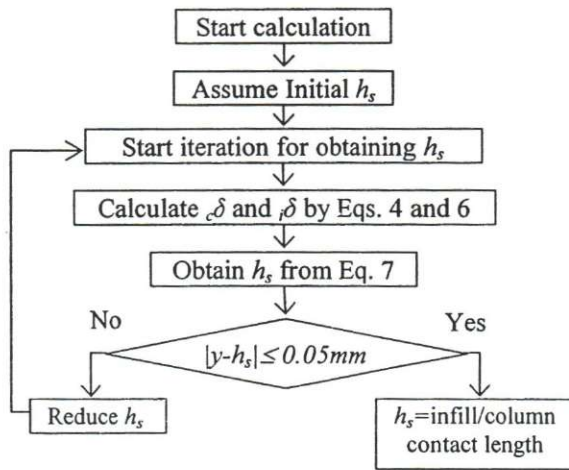 Start calculation
Assume Initial hₛ
Start iteration for obtaining hₛ
Calculate ꜀δ and ᵢδ by Eqs. 4 and 6
Obtain hₛ from Eq. 7
No
Yes
|y-hₛ| ≤ 0.05mm
Reduce hₛ
hₛ=infill/column
contact length